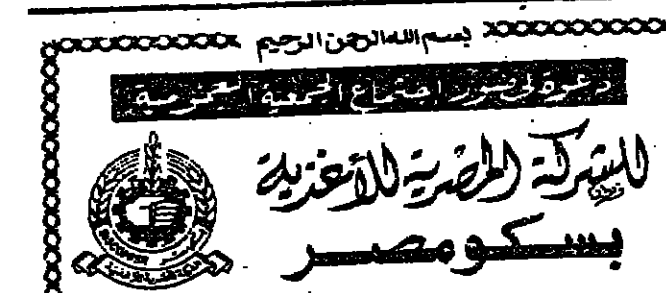 بسم الله الرحمن الرحيم
دعوة لحضور اجتماع الجمعية العمومية
للشركة المصرية للأغذية
بسكو مصر